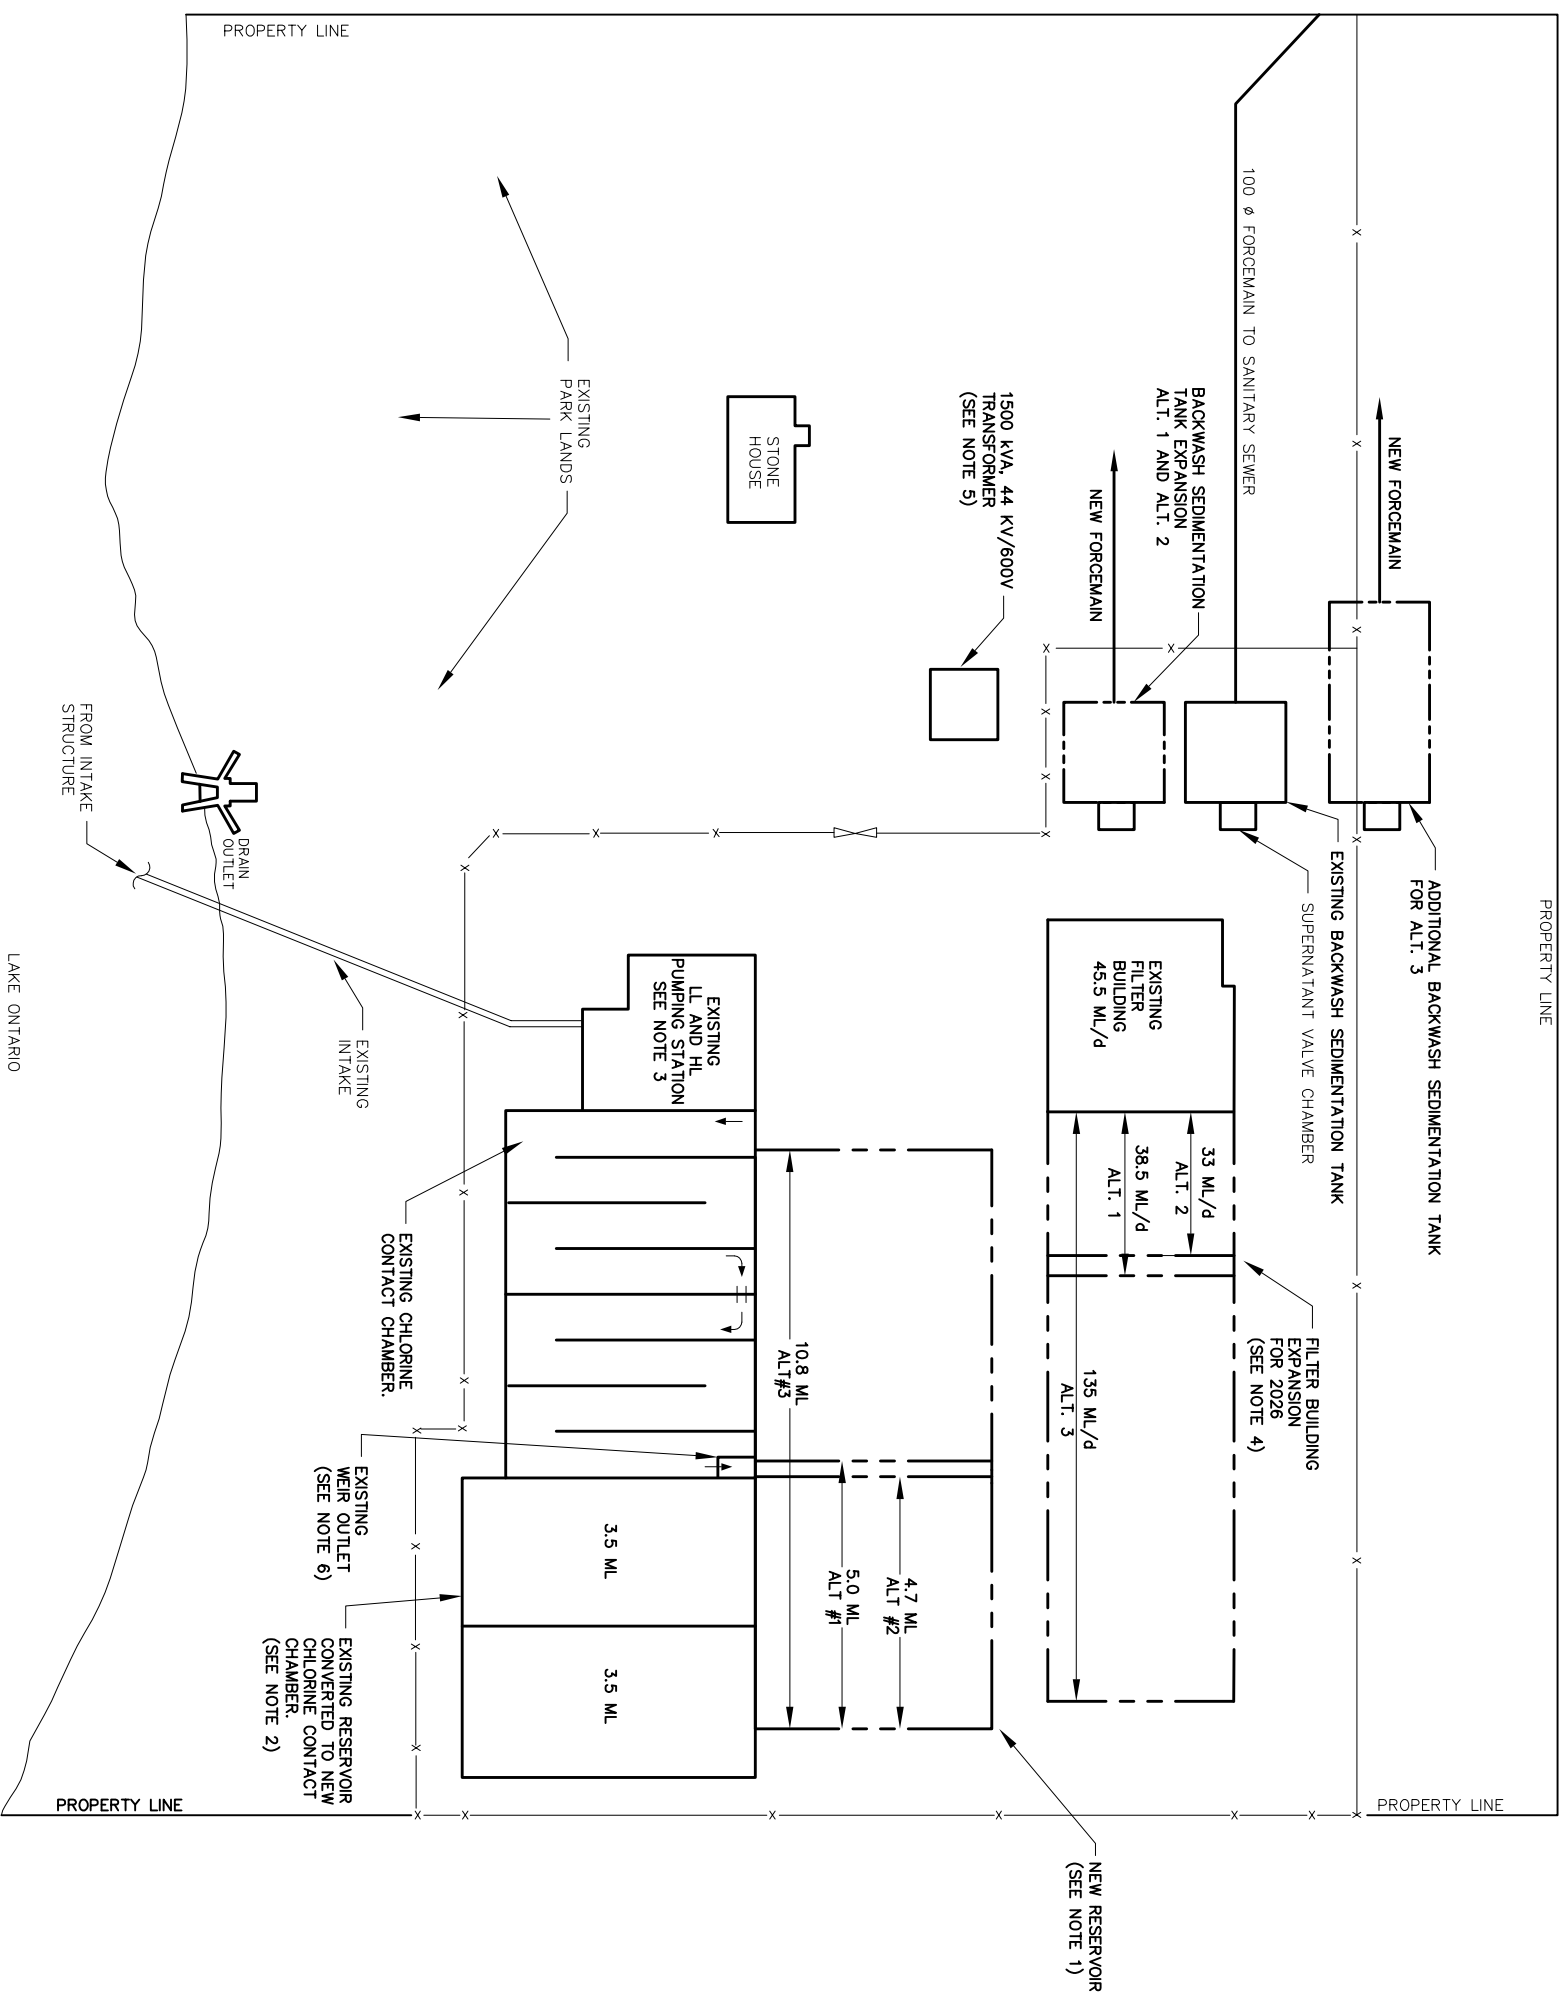 PROPERTY LINE
PROPERTY LINE
PROPERTY LINE
PROPERTY LINE
NEW FORCEMAIN
ADDITIONAL BACKWASH SEDIMENTATION TANK
FOR ALT. 3
EXISTING BACKWASH SEDIMENTATION TANK
SUPERNATANT VALVE CHAMBER
100 ø FORCEMAIN TO SANITARY SEWER
BACKWASH SEDIMENTATION
TANK EXPANSION
ALT. 1 AND ALT. 2
NEW FORCEMAIN
1500 kVA, 44 KV/600V
TRANSFORMER
(SEE NOTE 5)
STONE
HOUSE
EXISTING
PARK LANDS
EXISTING
FILTER
BUILDING
45.5 ML/d
33 ML/d
ALT. 2
38.5 ML/d
ALT. 1
135 ML/d
ALT. 3
FILTER BUILDING
EXPANSION
FOR 2026
(SEE NOTE 4)
NEW RESERVOIR
(SEE NOTE 1)
4.7 ML
ALT #2
5.0 ML
ALT #1
10.8 ML
ALT#3
EXISTING
LL AND HL
PUMPING STATION
SEE NOTE 3
3.5 ML
3.5 ML
EXISTING CHLORINE
CONTACT CHAMBER.
EXISTING
WEIR OUTLET
(SEE NOTE 6)
EXISTING RESERVOIR
CONVERTED TO NEW
CHLORINE CONTACT
CHAMBER.
(SEE NOTE 2)
EXISTING
INTAKE
DRAIN
OUTLET
FROM INTAKE
STRUCTURE
LAKE ONTARIO